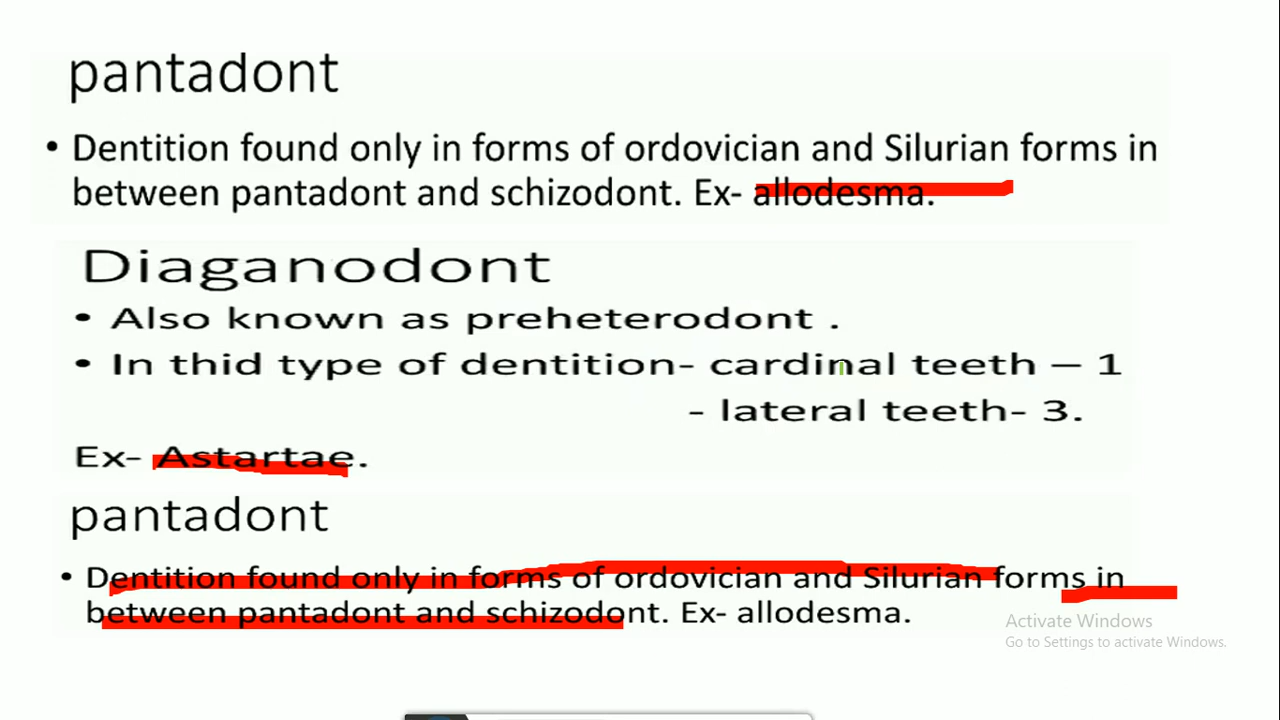 pantadont
• Dentition found only in forms of ordovician and Silurian forms in
between pantadont and schizodont. Ex- allodesma.
Diaganodont
• Also known as preheterodont .
• In thid type of dentition- cardinal teeth – 1
- lateral teeth- 3.
Ex- Astartae.
pantadont
• Dentition found only in forms of ordovician and Silurian forms in
between pantadont and schizodont. Ex- allodesma.
Activate Windows
Go to Settings to activate Windows.